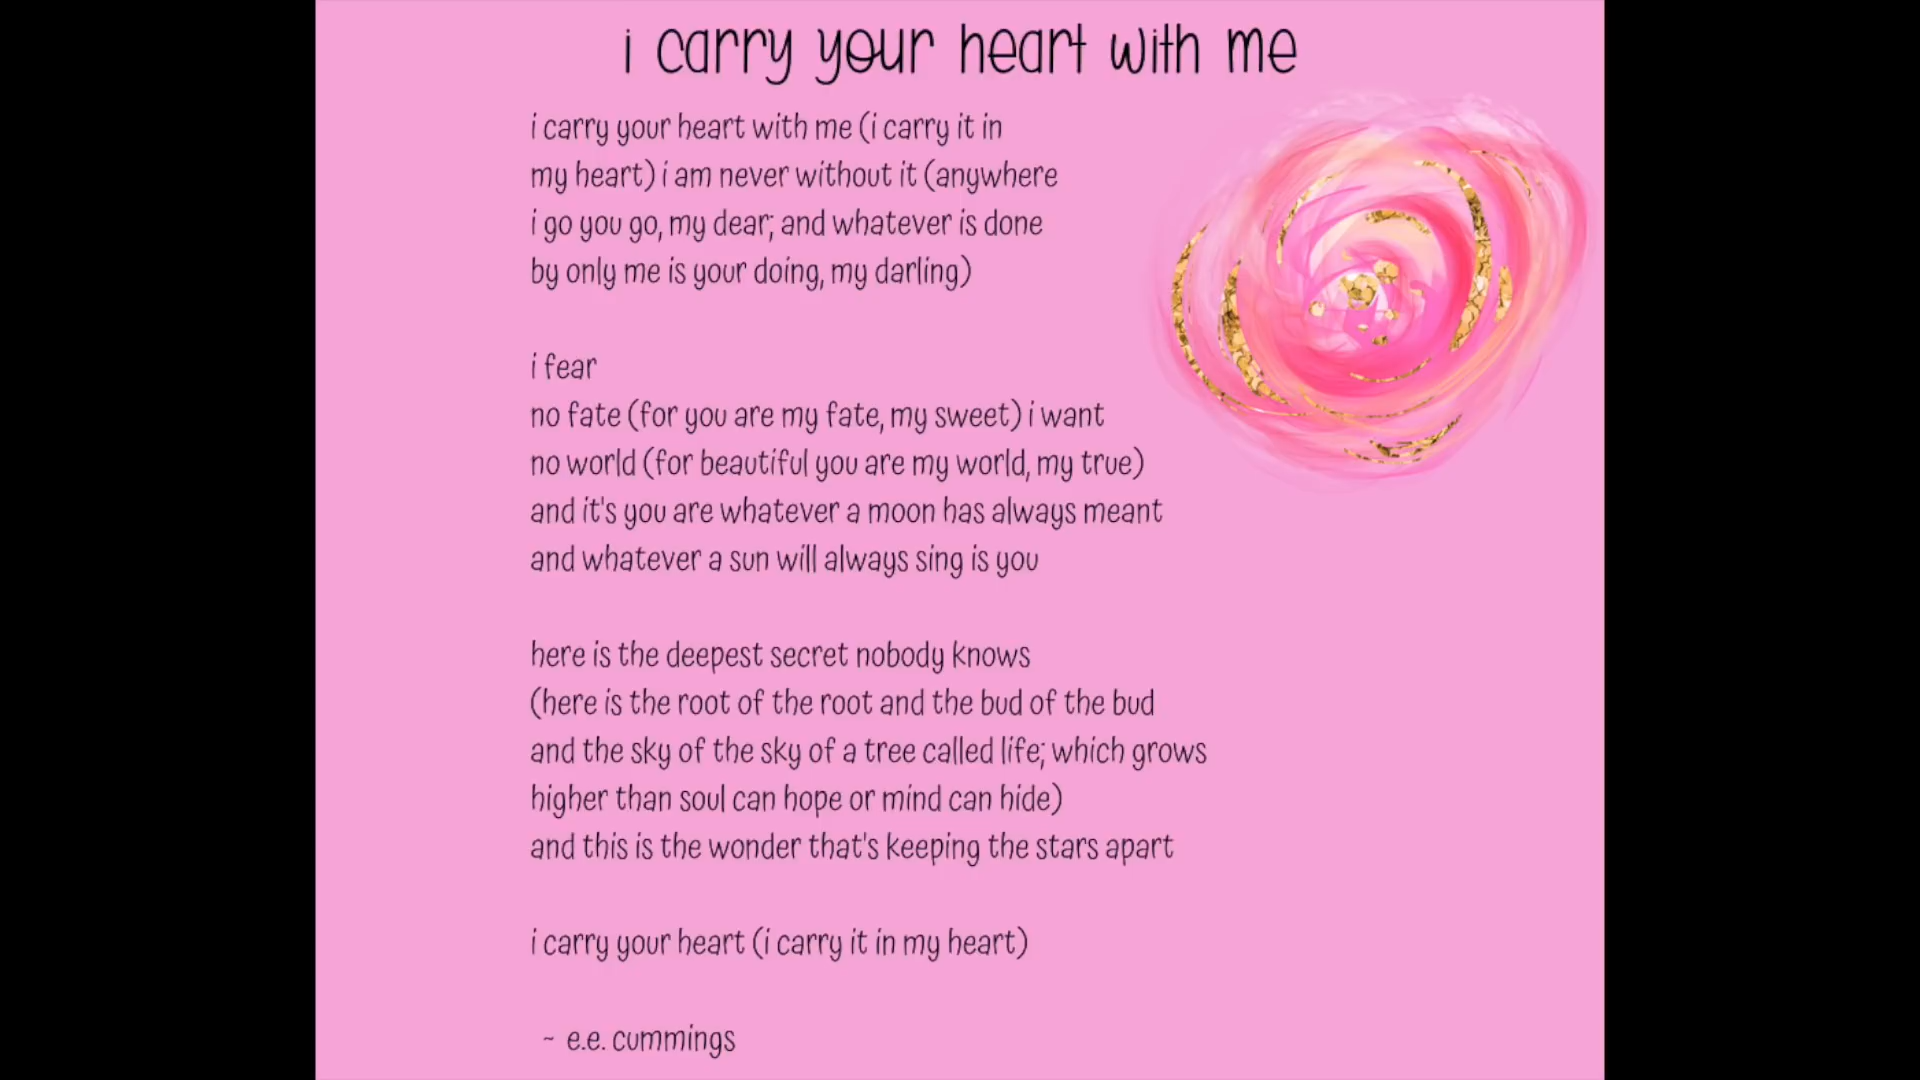 i carry your heart with me
i carry your heart with me (i carry it in
my heart) i am never without it (anywhere
i go you go, my dear; and whatever is done
by only me is your doing, my darling)
i fear
no fate (for you are my fate, my sweet) i want
no world (for beautiful you are my world, my true)
and it's you are whatever a moon has always meant
and whatever a sun will always sing is you
here is the deepest secret nobody knows
(here is the root of the root and the bud of the bud
and the sky of the sky of a tree called life; which grows
higher than soul can hope or mind can hide)
and this is the wonder that's keeping the stars apart
i carry your heart (i carry it in my heart)
~ e.e. cummings